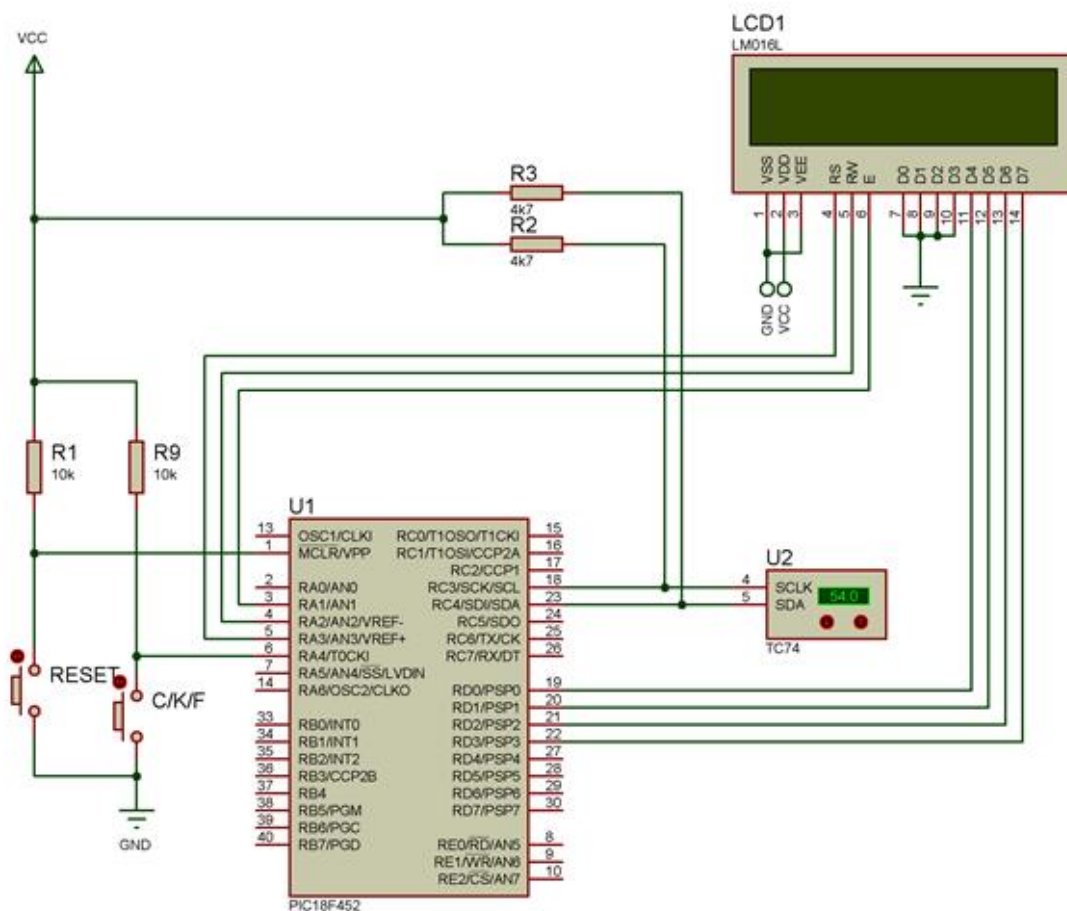 VCC
LCD1
LM016L
VSS VDD VEE RS RW E D0 D1 D2 D3 D4 D5 D6 D7
1 2 3 4 5 6 7 8 9 10 11 12 13 14
GND VCC
R3
4k7
R2
4k7
R1
10k
R9
10k
RESET
C/K/F
GND
U1
13 OSC1/CLKI RC0/T1OSO/T1CKI 15
1 MCLR/VPP RC1/T1OSI/CCP2A 16
RC2/CCP1 17
2 RA0/AN0 RC3/SCK/SCL 18
3 RA1/AN1 RC4/SDI/SDA 23
4 RA2/AN2/VREF- RC5/SDO 24
5 RA3/AN3/VREF+ RC6/TX/CK 25
6 RA4/T0CKI RC7/RX/DT 26
7 RA5/AN4/SS/LVDIN
14 RA6/OSC2/CLKO RD0/PSP0 19
RD1/PSP1 20
33 RB0/INT0 RD2/PSP2 21
34 RB1/INT1 RD3/PSP3 22
35 RB2/INT2 RD4/PSP4 27
36 RB3/CCP2B RD5/PSP5 28
37 RB4 RD6/PSP6 29
38 RB5/PGM RD7/PSP7 30
39 RB6/PGC
40 RB7/PGD RE0/RD/AN5 8
RE1/WR/AN6 9
RE2/CS/AN7 10
PIC18F452
U2
4 SCLK 54.0
5 SDA
TC74